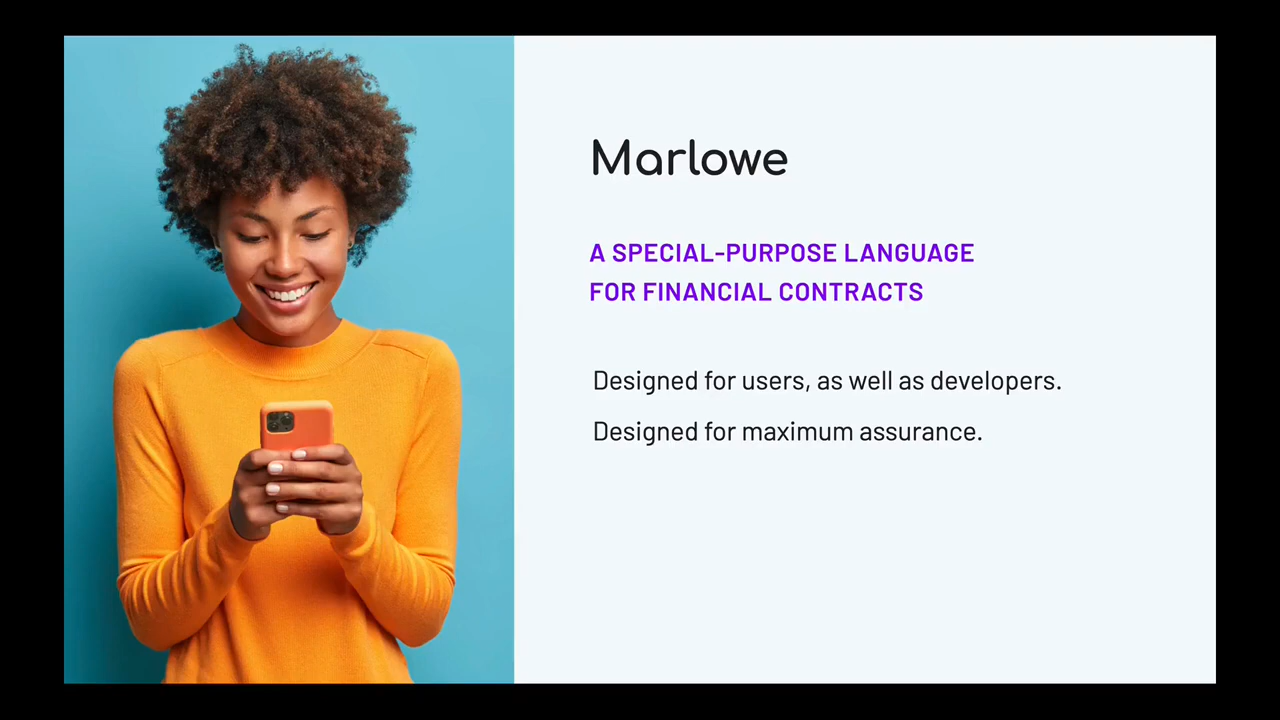 Marlowe
A SPECIAL-PURPOSE LANGUAGE
FOR FINANCIAL CONTRACTS
Designed for users, as well as developers.
Designed for maximum assurance.